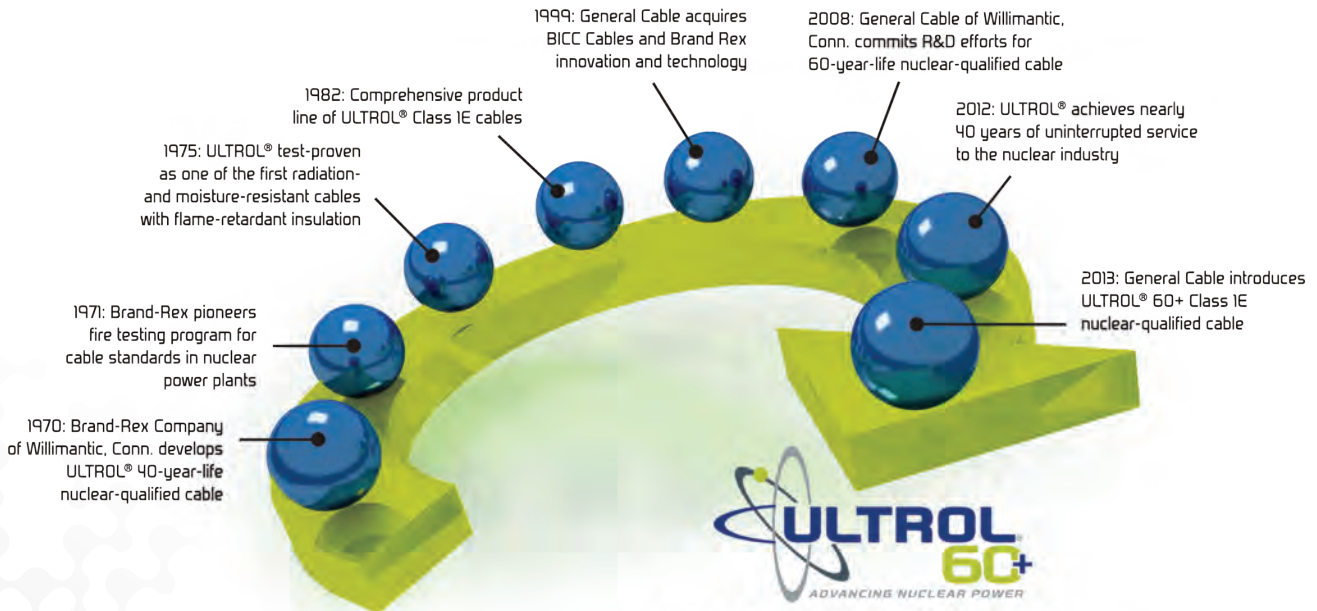 1999: General Cable acquires
BICC Cables and Brand Rex
innovation and technology
2008: General Cable of Willimantic,
Conn. commits R&D efforts for
60-year-life nuclear-qualified cable
1982: Comprehensive product
line of ULTROL® Class 1E cables
2012: ULTROL® achieves nearly
40 years of uninterrupted service
to the nuclear industry
1975: ULTROL® test-proven
as one of the first radiation-
and moisture-resistant cables
with flame-retardant insulation
2013: General Cable introduces
ULTROL® 60+ Class 1E
nuclear-qualified cable
1971: Brand-Rex pioneers
fire testing program for
cable standards in nuclear
power plants
1970: Brand-Rex Company
of Willimantic, Conn. develops
ULTROL® 40-year-life
nuclear-qualified cable
ULTROL®
60+
ADVANCING NUCLEAR POWER